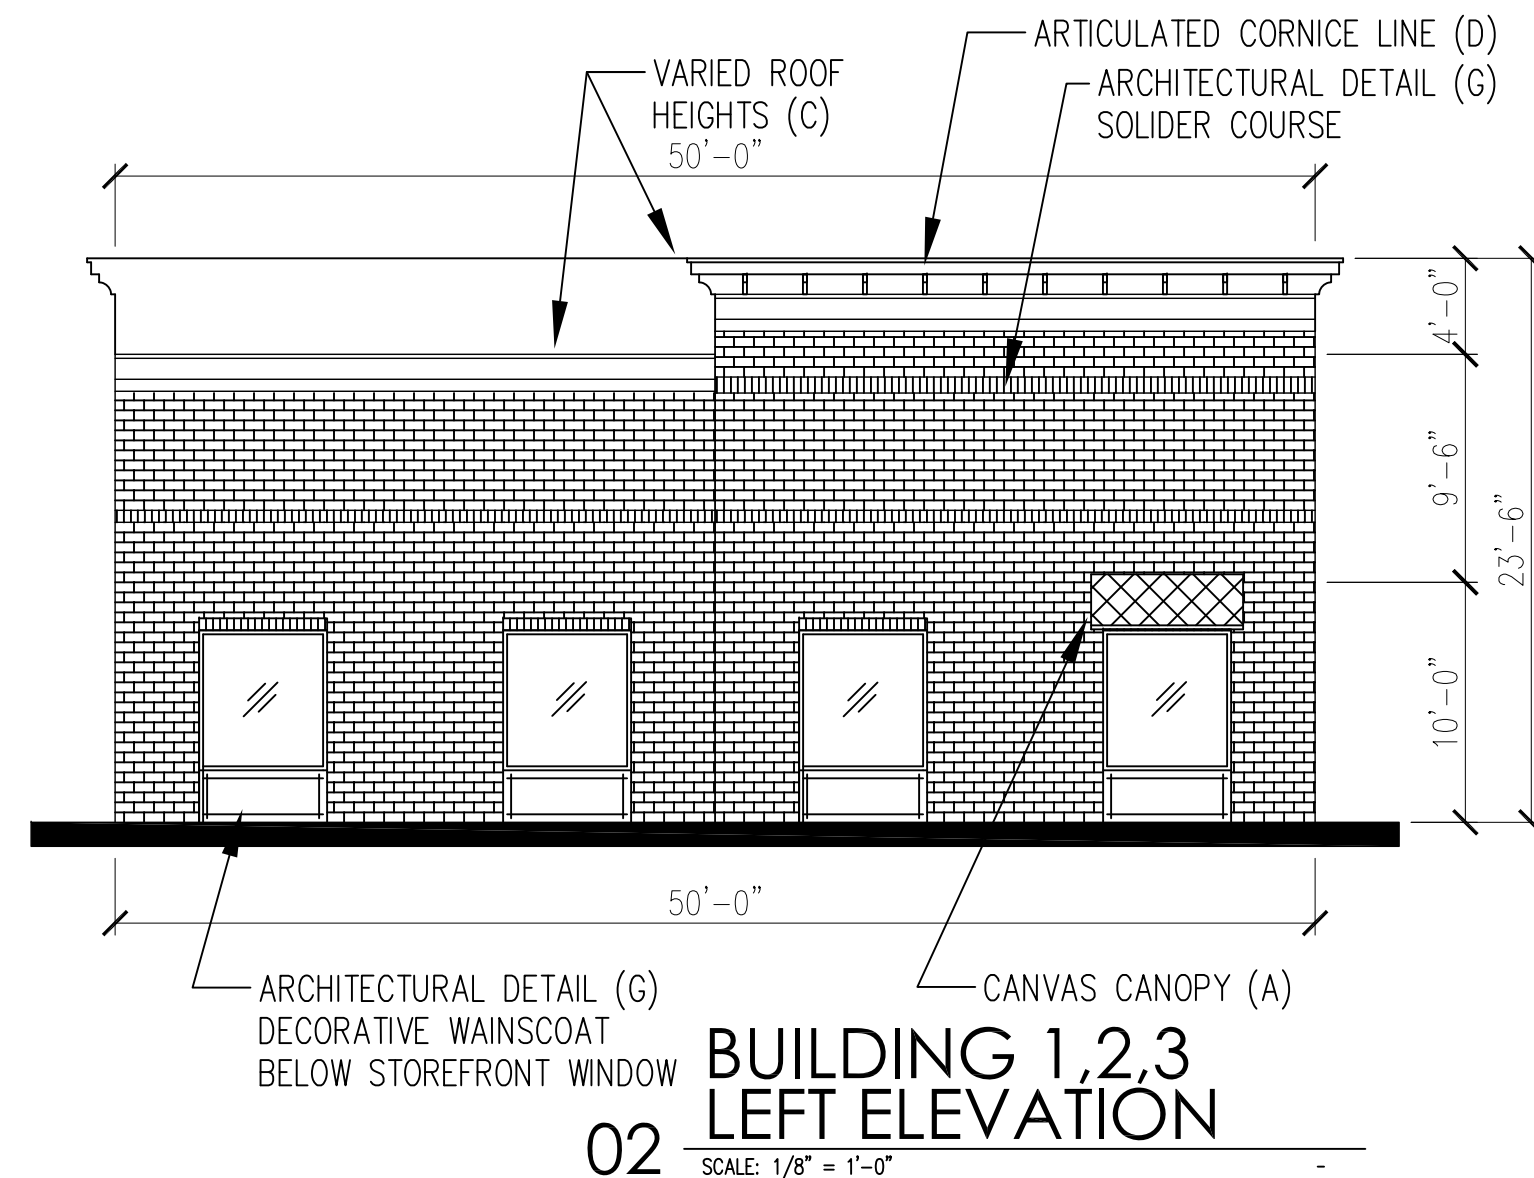 ARTICULATED CORNICE LINE (D)
VARIED ROOF
HEIGHTS (C)
ARCHITECTURAL DETAIL (G)
SOLIDER COURSE
50'-0"
4'-0"
9'-6"
23'-6"
10'-0"
50'-0"
ARCHITECTURAL DETAIL (G)
DECORATIVE WAINSCOAT
BELOW STOREFRONT WINDOW
CANVAS CANOPY (A)
BUILDING 1,2,3
LEFT ELEVATION
02
SCALE: 1/8" = 1'-0"
-